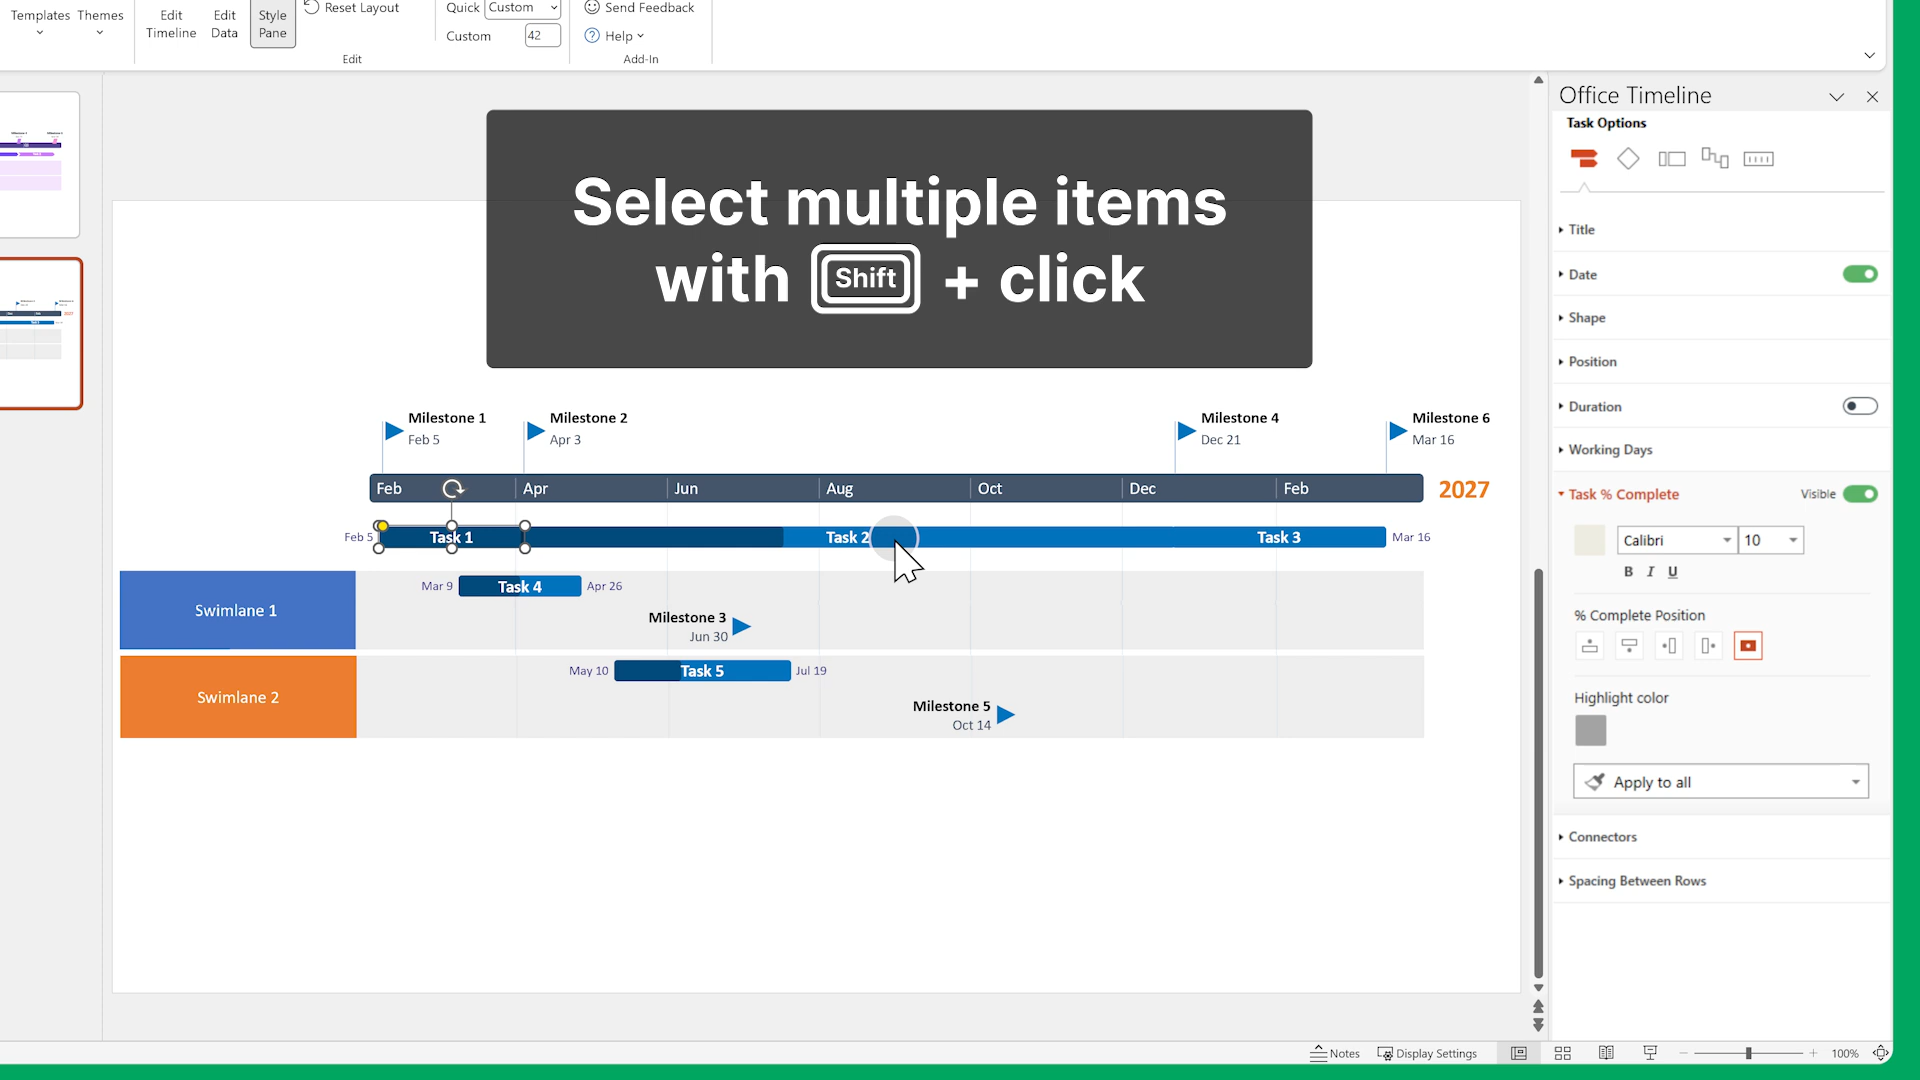 Templates Themes
Edit Timeline
Edit Data
Style Pane
Reset Layout
Edit
Quick Custom
Custom 42
Send Feedback
Help
Add-In
Office Timeline
Task Options
Select multiple items
with Shift + click
Title
Date
Shape
Position
Duration
Working Days
Task % Complete Visible
Calibri 10
B I U
% Complete Position
Highlight color
Apply to all
Connectors
Spacing Between Rows
Milestone 1
Feb 5
Milestone 2
Apr 3
Milestone 4
Dec 21
Milestone 6
Mar 16
Feb Apr Jun Aug Oct Dec Feb 2027
Feb 5 Task 1 Task 2 Task 3 Mar 16
Swimlane 1
Mar 9 Task 4 Apr 26
Milestone 3
Jun 30
Swimlane 2
May 10 Task 5 Jul 19
Milestone 5
Oct 14
Notes Display Settings 100%